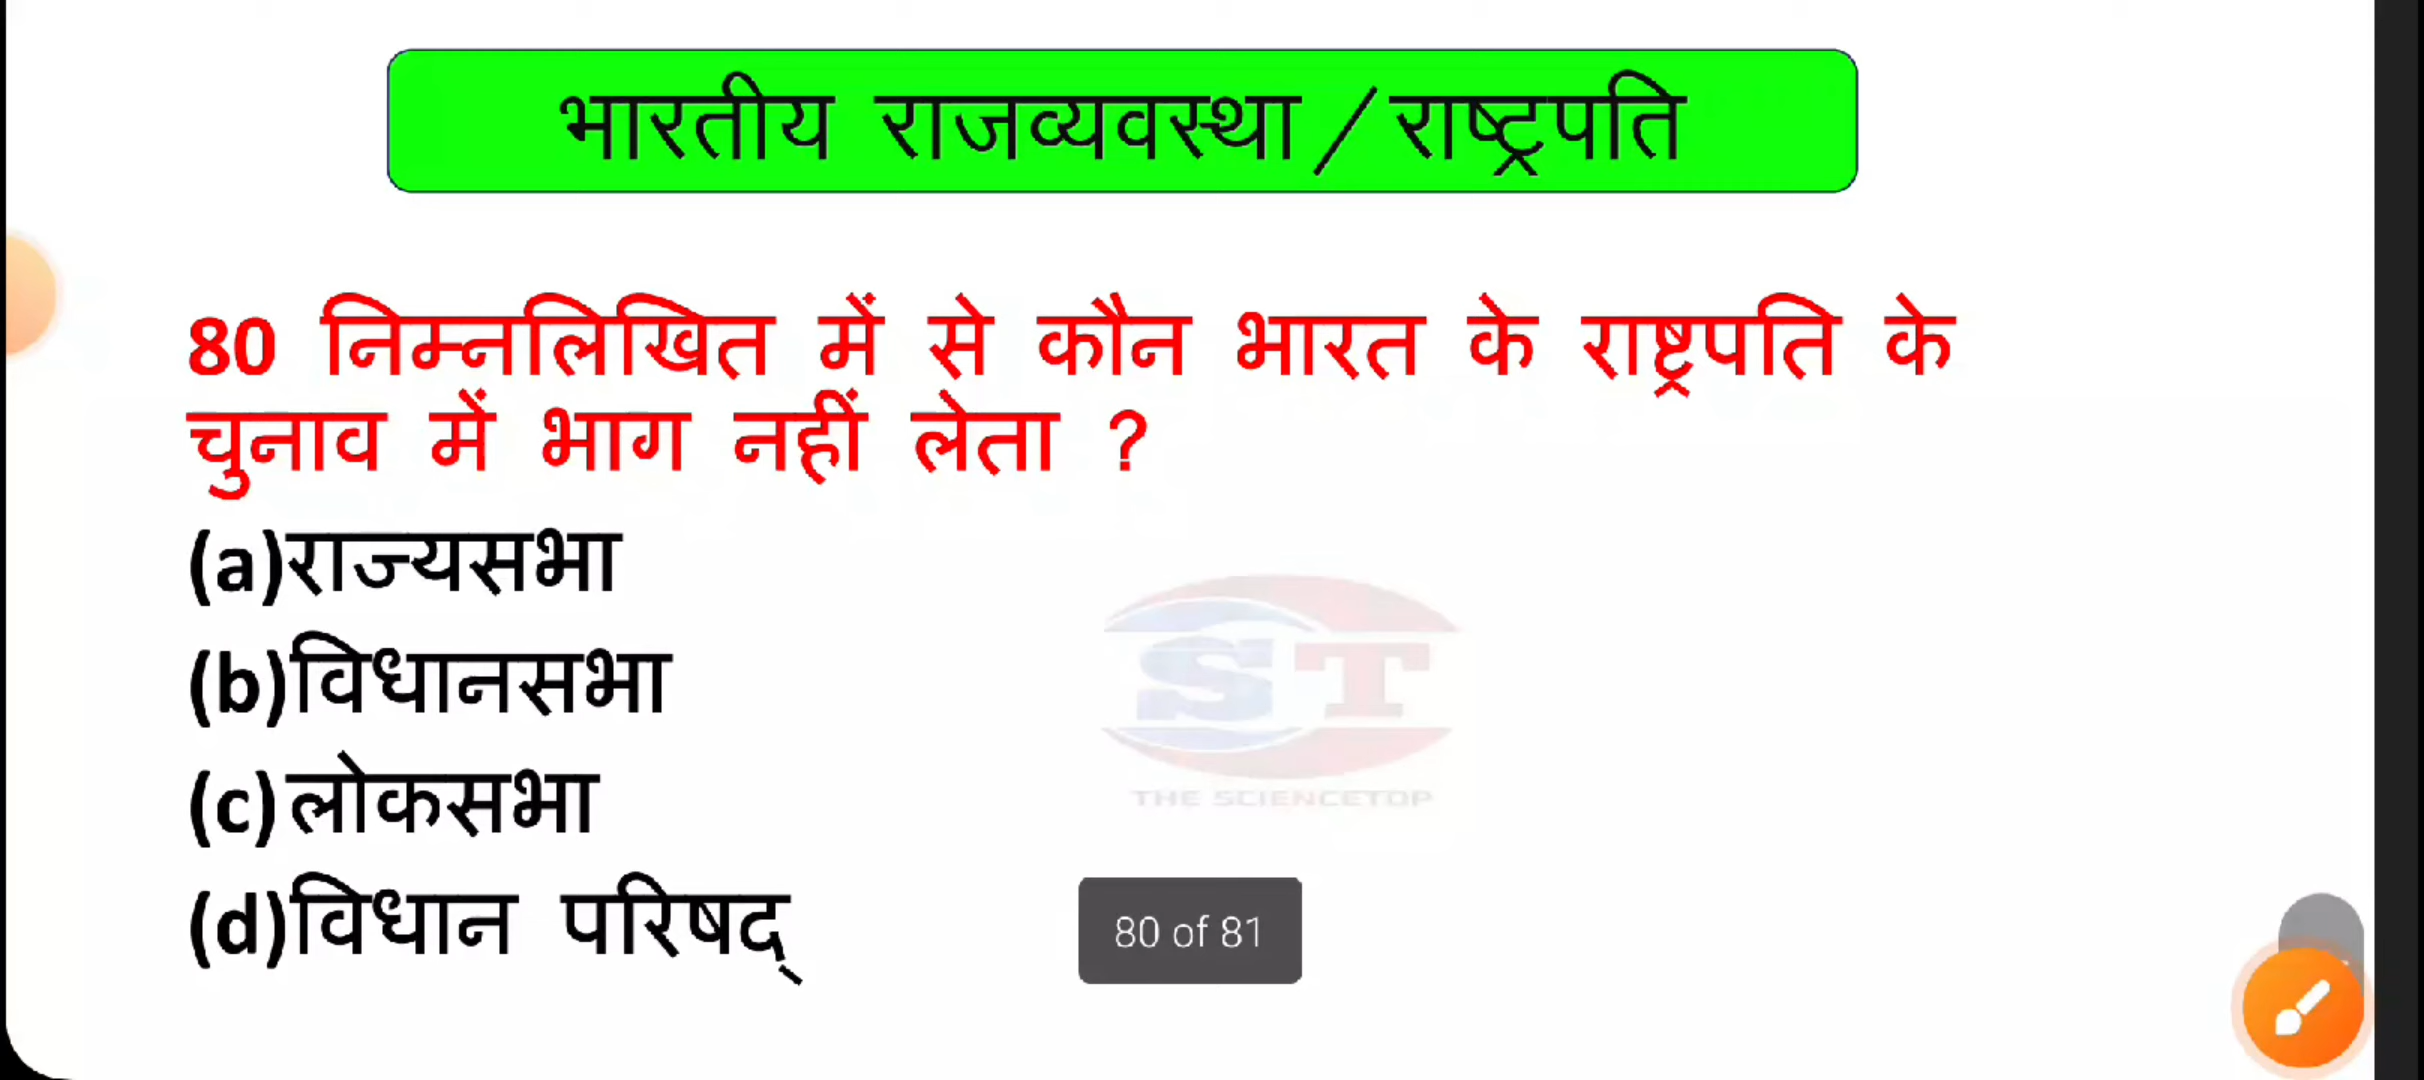 भारतीय राजव्यवस्था/राष्ट्रपति
80 निम्नलिखित में से कौन भारत के राष्ट्रपति के
चुनाव में भाग नहीं लेता ?
(a)राज्यसभा
(b)विधानसभा
(c)लोकसभा
(d)विधान परिषद्
ST
THE SCIENCETOP
80 of 81